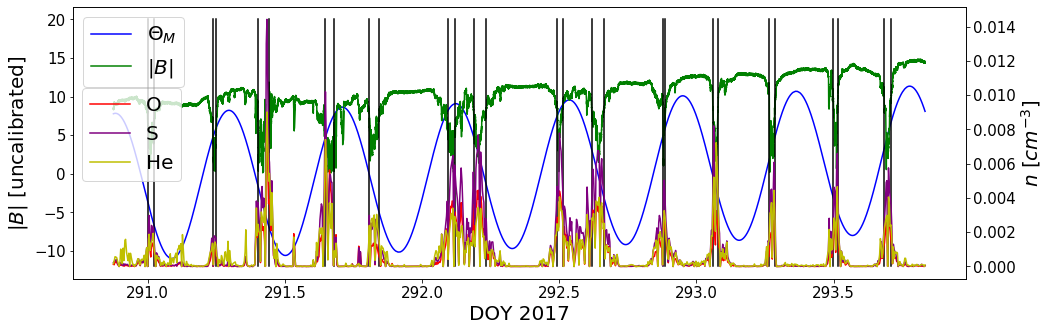 20
15
10
5
0
−5
−10
|B| [uncalibrated]
Θ_M
|B|
O
S
He
0.014
0.012
0.010
0.008
0.006
0.004
0.002
0.000
n [cm⁻³]
291.0 291.5 292.0 292.5 293.0 293.5
DOY 2017